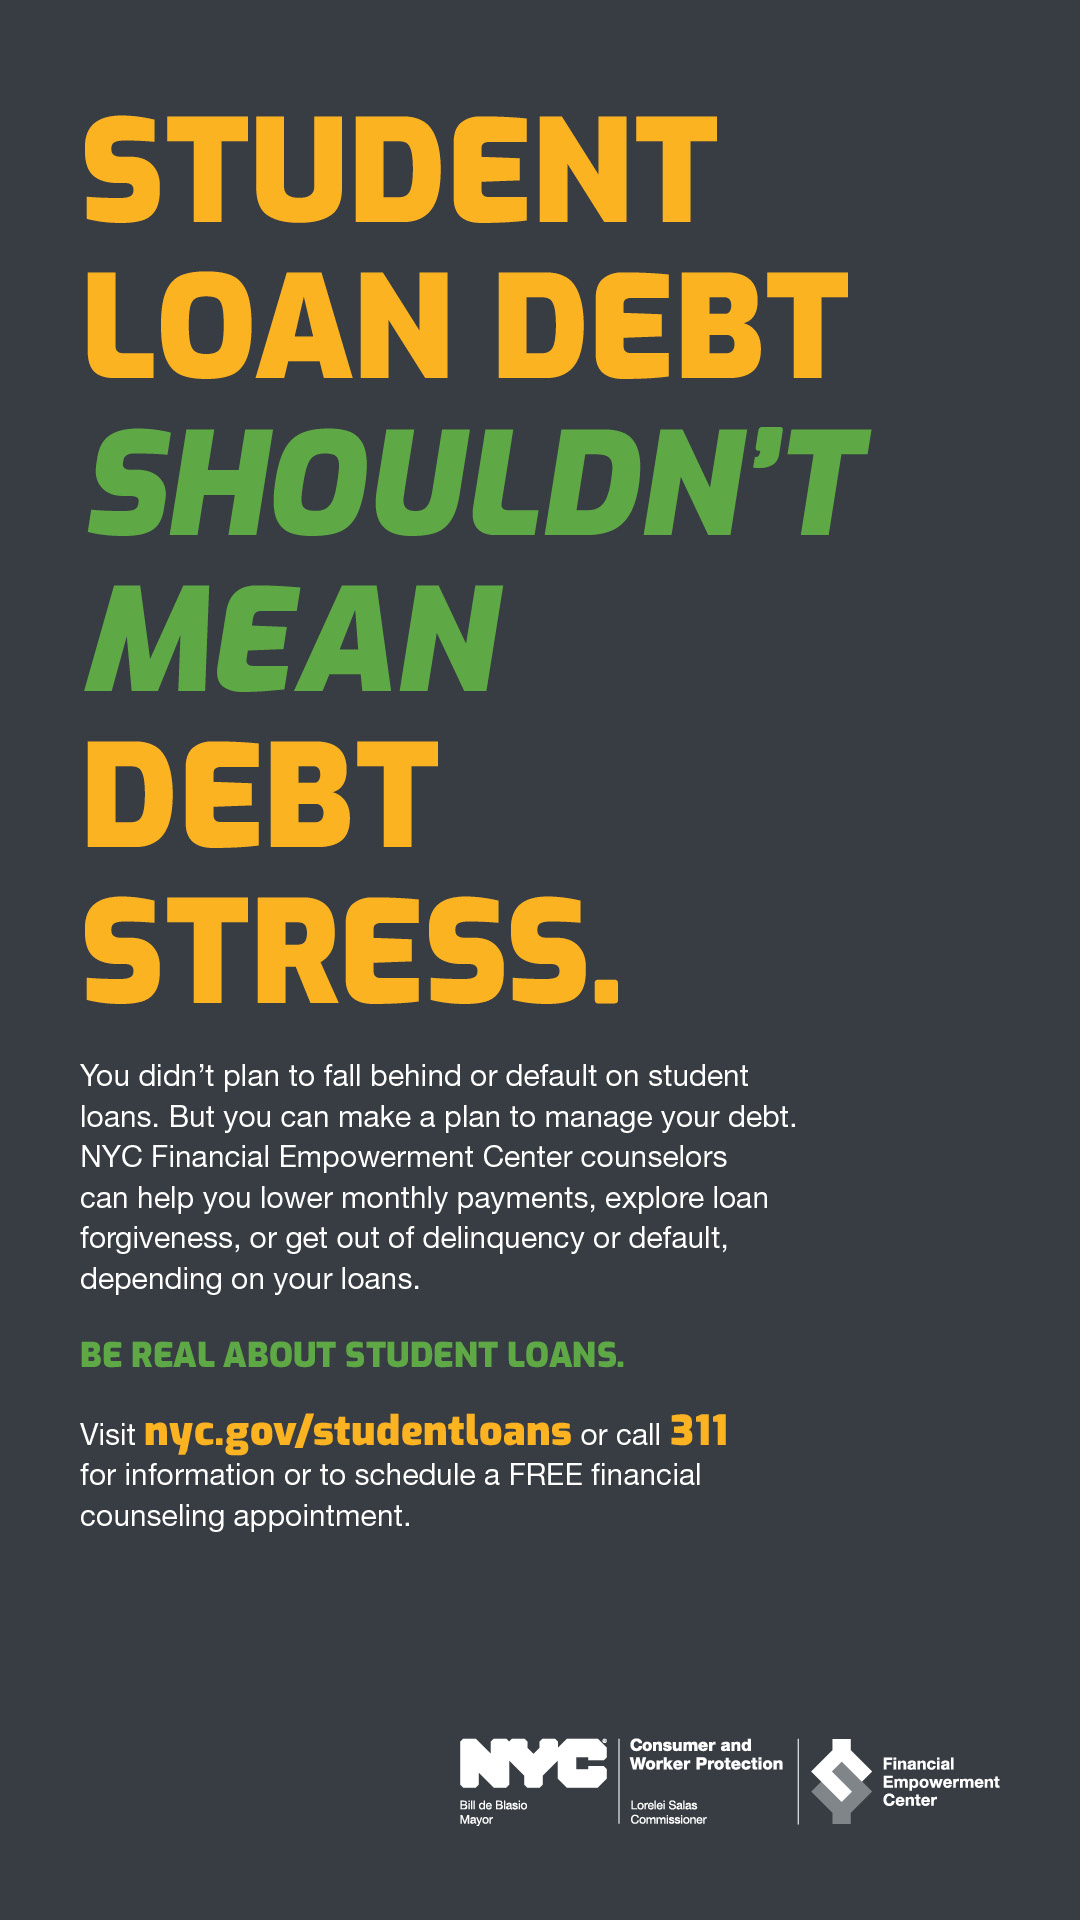 STUDENT
LOAN DEBT
SHOULDN'T
MEAN
DEBT
STRESS.
You didn't plan to fall behind or default on student
loans. But you can make a plan to manage your debt.
NYC Financial Empowerment Center counselors
can help you lower monthly payments, explore loan
forgiveness, or get out of delinquency or default,
depending on your loans.
BE REAL ABOUT STUDENT LOANS.
Visit nyc.gov/studentloans or call 311
for information or to schedule a FREE financial
counseling appointment.
NYC®
Bill de Blasio
Mayor
Consumer and
Worker Protection
Lorelei Salas
Commissioner
Financial
Empowerment
Center